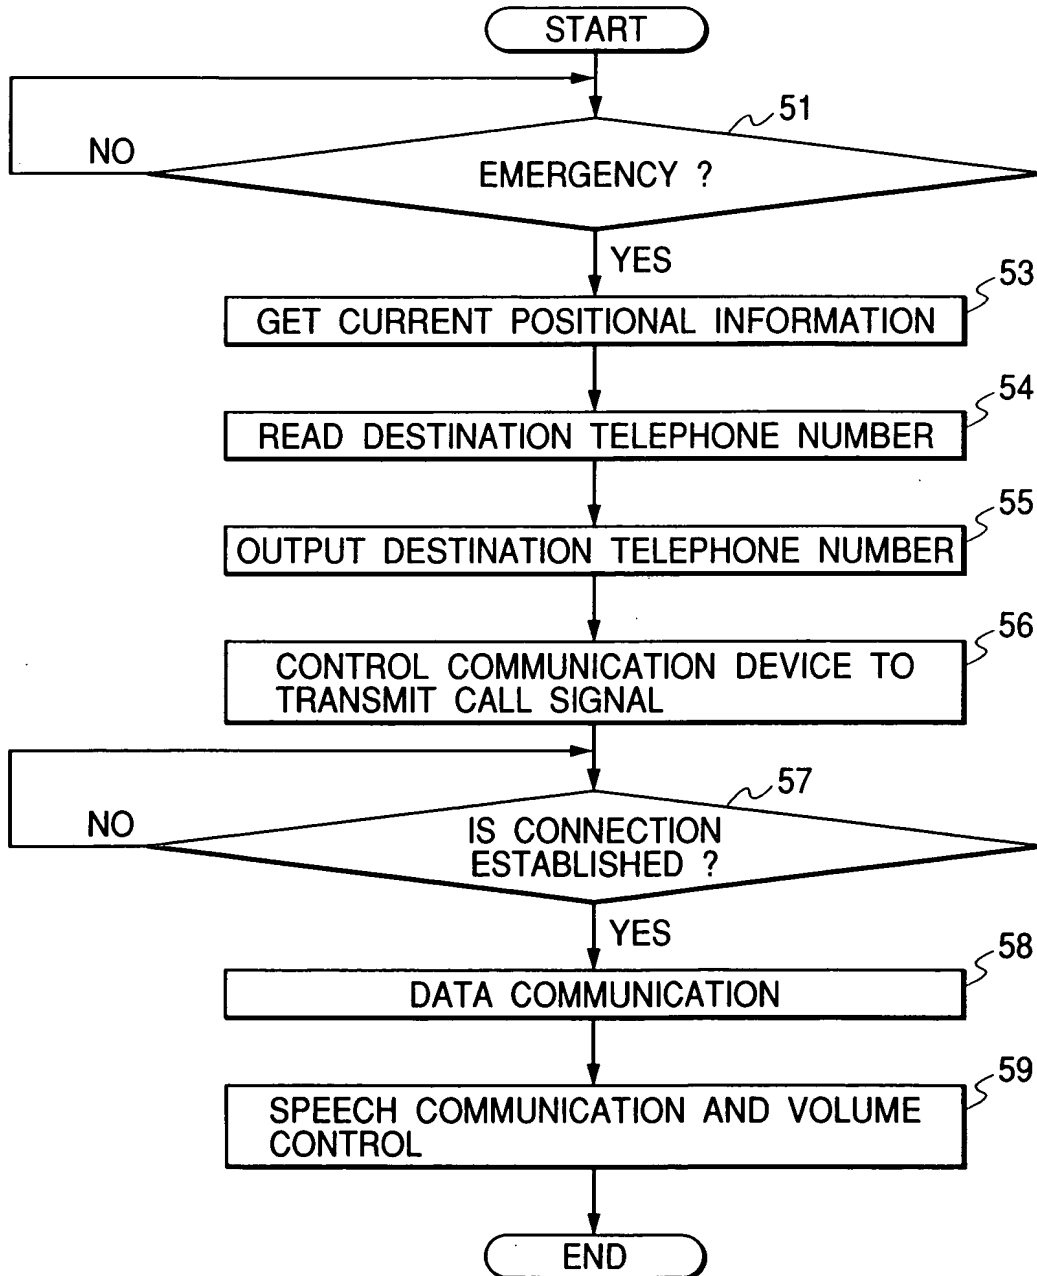 START
51
NO
EMERGENCY ?
YES
53
GET CURRENT POSITIONAL INFORMATION
54
READ DESTINATION TELEPHONE NUMBER
55
OUTPUT DESTINATION TELEPHONE NUMBER
56
CONTROL COMMUNICATION DEVICE TO
TRANSMIT CALL SIGNAL
57
NO
IS CONNECTION
ESTABLISHED ?
YES
58
DATA COMMUNICATION
59
SPEECH COMMUNICATION AND VOLUME
CONTROL
END